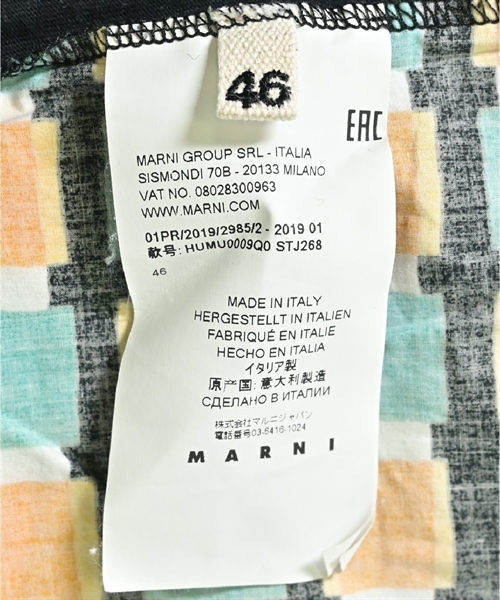 46
EAC
MARNI GROUP SRL - ITALIA
SISMONDI 70B - 20133 MILANO
VAT NO. 08028300963
WWW.MARNI.COM
01PR/2019/2985/2 - 2019 01
款号: HUMU0009Q0 STJ268
46
MADE IN ITALY
HERGESTELLT IN ITALIEN
FABRIQUÉ EN ITALIE
HECHO EN ITALIA
イタリア製
原产国: 意大利製造
СДЕЛАНО В ИТАЛИИ
株式会社マルニジャパン
電話番号03-6416-1024
MARNI